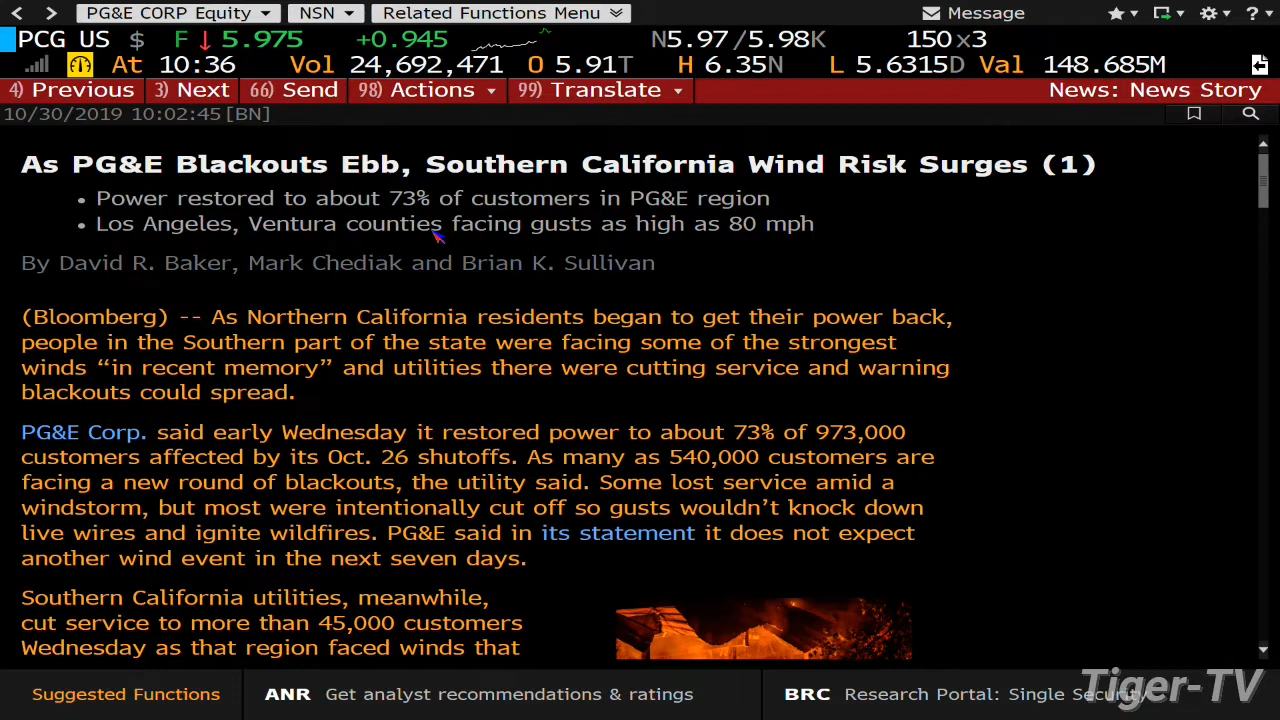 PG&E CORP Equity NSN Related Functions Menu Message ?
PCG US $ F ↓ 5.975 +0.945 N5.97/5.98K 150x3
At 10:36 Vol 24,692,471 O 5.91T H 6.35N L 5.6315D Val 148.685M
4) Previous 3) Next 66) Send 98) Actions 99) Translate News: News Story
10/30/2019 10:02:45[BN]
As PG&E Blackouts Ebb, Southern California Wind Risk Surges (1)
• Power restored to about 73% of customers in PG&E region
• Los Angeles, Ventura counties facing gusts as high as 80 mph
By David R. Baker, Mark Chediak and Brian K. Sullivan
(Bloomberg) -- As Northern California residents began to get their power back,
people in the Southern part of the state were facing some of the strongest
winds “in recent memory” and utilities there were cutting service and warning
blackouts could spread.
PG&E Corp. said early Wednesday it restored power to about 73% of 973,000
customers affected by its Oct. 26 shutoffs. As many as 540,000 customers are
facing a new round of blackouts, the utility said. Some lost service amid a
windstorm, but most were intentionally cut off so gusts wouldn’t knock down
live wires and ignite wildfires. PG&E said in its statement it does not expect
another wind event in the next seven days.
Southern California utilities, meanwhile,
cut service to more than 45,000 customers
Wednesday as that region faced winds that
Suggested Functions ANR Get analyst recommendations & ratings BRC Research Portal: Single Security
Tiger-TV